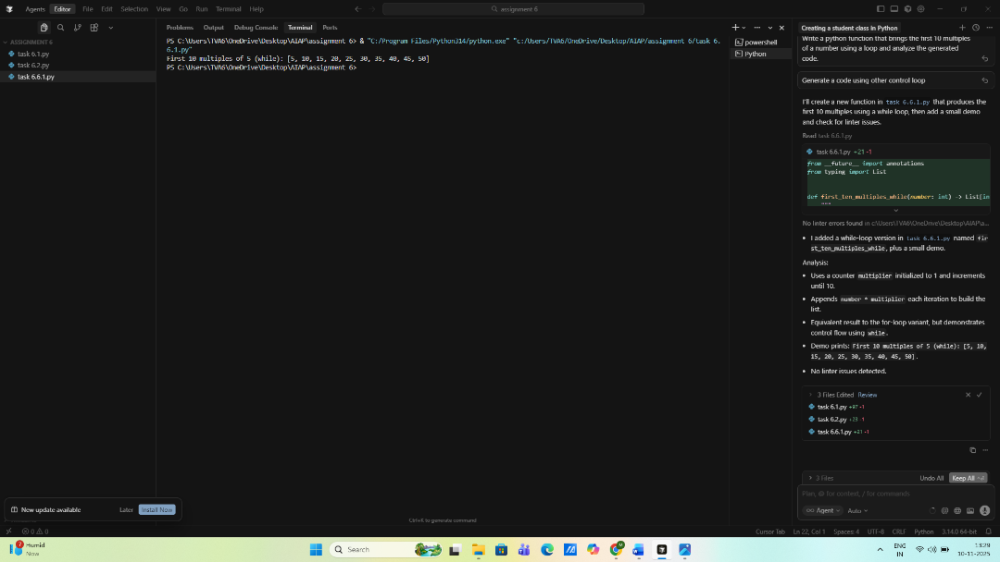 Agents Editor File Edit Selection View Go Run Terminal Help
assignment 6
ASSIGNMENT 6
task 6.1.py
task 6.2.py
task 6.6.1.py
Problems Output Debug Console Terminal Ports
PS C:\Users\TVA6\OneDrive\Desktop\AIAP\assignment 6> & "C:/Program Files/Python314/python.exe" "c:/Users/TVA6/OneDrive/Desktop/AIAP/assignment 6/task 6.
6.1.py"
First 10 multiples of 5 (while): [5, 10, 15, 20, 25, 30, 35, 40, 45, 50]
PS C:\Users\TVA6\OneDrive\Desktop\AIAP\assignment 6>
powershell
Python
Ctrl+K to generate command
Creating a student class in Python
Write a python function that brings the first 10 multiples
of a number using a loop and analyze the generated
code.
Generate a code using other control loop
I'll create a new function in task 6.6.1.py that produces the
first 10 multiples using a while loop, then add a small demo
and check for linter issues.
Read task 6.6.1.py
task 6.6.1.py +21 -1
from __future__ import annotations
from typing import List
def first_ten_multiples_while(number: int) -> List[in
"""
No linter errors found in c:\Users\TVA6\OneDrive\Desktop\AIAP\a...
• I added a while-loop version in task 6.6.1.py named fir
st_ten_multiples_while, plus a small demo.
Analysis:
• Uses a counter multiplier initialized to 1 and increments
until 10.
• Appends number * multiplier each iteration to build the
list.
• Equivalent result to the for-loop variant, but demonstrates
control flow using while.
• Demo prints: First 10 multiples of 5 (while): [5, 10,
15, 20, 25, 30, 35, 40, 45, 50].
• No linter issues detected.
3 Files Edited Review
task 6.1.py +97 -1
task 6.2.py +23 -1
task 6.6.1.py +21 -1
3 Files Undo All Keep All
Plan, @ for context, / for commands
Agent Auto
New update available Later Install Now
0 0
Cursor Tab Ln 22, Col 1 Spaces: 4 UTF-8 CRLF Python 3.14.0 64-bit
7
Humid
Now
Search
ENG
IN
13:29
10-11-2025